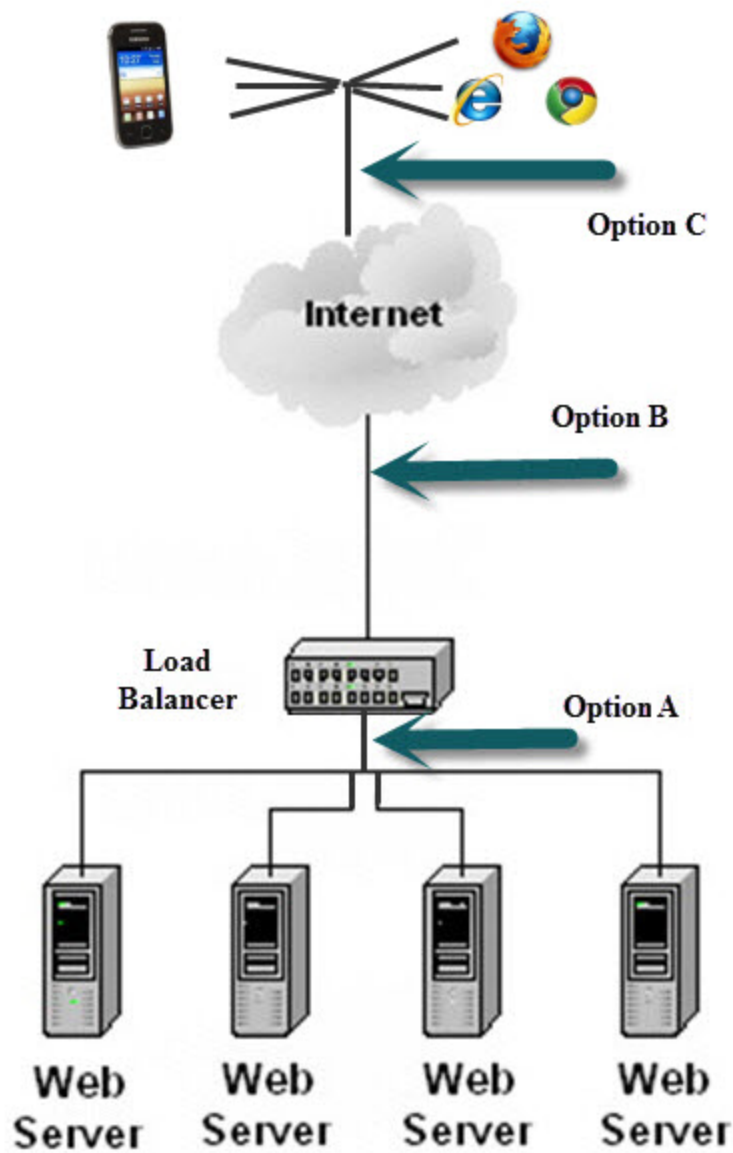 Option C
Internet
Option B
Load
Balancer
Option A
Web
Server
Web
Server
Web
Server
Web
Server